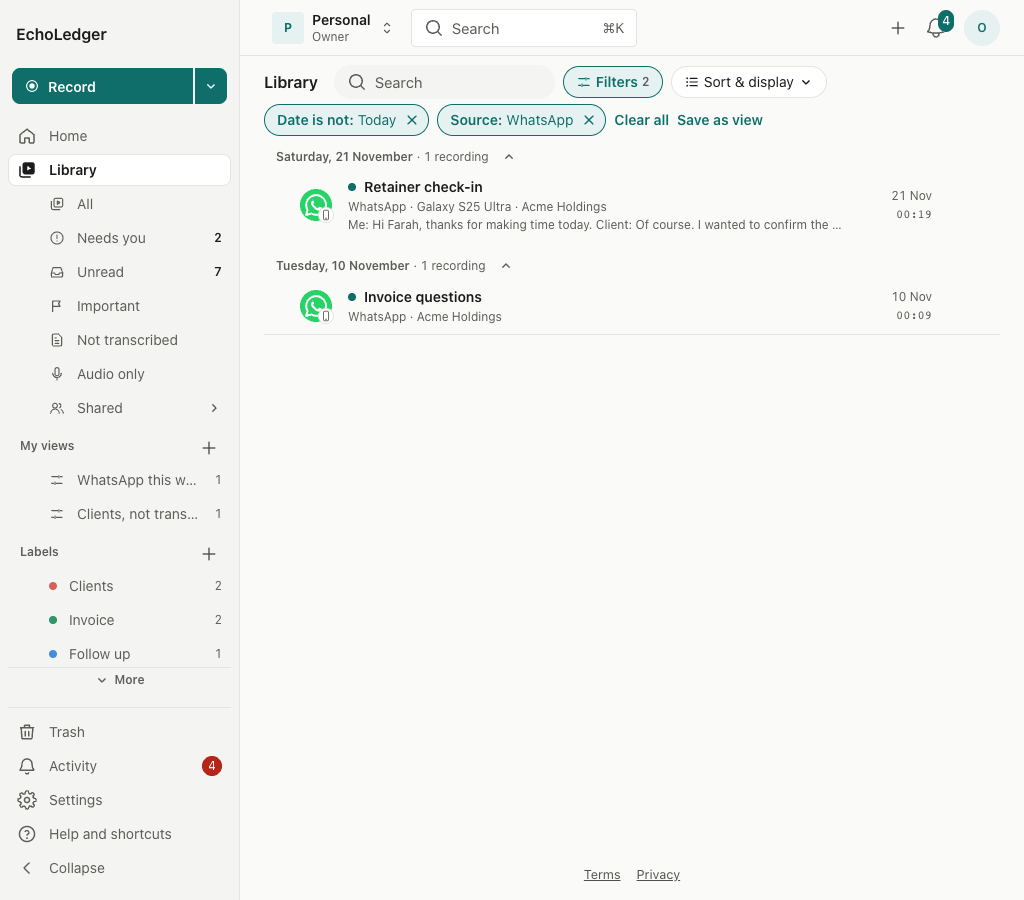 EchoLedger
Record
Home
Library
All
Needs you 2
Unread 7
Important
Not transcribed
Audio only
Shared
My views
WhatsApp this w... 1
Clients, not trans... 1
Labels
Clients 2
Invoice 2
Follow up 1
More
Trash
Activity 4
Settings
Help and shortcuts
Collapse
P Personal
Owner
Search ⌘K
4
O
Library
Search
Filters 2
Sort & display
Date is not: Today
Source: WhatsApp
Clear all
Save as view
Saturday, 21 November · 1 recording
Retainer check-in
21 Nov
WhatsApp · Galaxy S25 Ultra · Acme Holdings
00:19
Me: Hi Farah, thanks for making time today. Client: Of course. I wanted to confirm the ...
Tuesday, 10 November · 1 recording
Invoice questions
10 Nov
WhatsApp · Acme Holdings
00:09
Terms Privacy